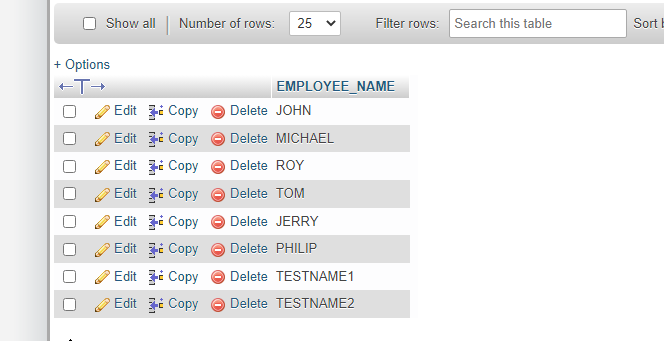 Show all Number of rows: 25 Filter rows: Search this table Sort b
+ Options
EMPLOYEE_NAME
Edit Copy Delete JOHN
Edit Copy Delete MICHAEL
Edit Copy Delete ROY
Edit Copy Delete TOM
Edit Copy Delete JERRY
Edit Copy Delete PHILIP
Edit Copy Delete TESTNAME1
Edit Copy Delete TESTNAME2